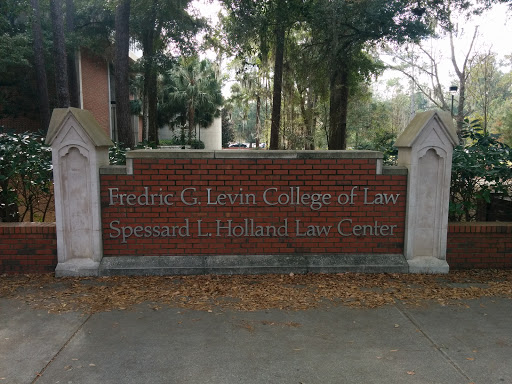 Fredric G. Levin College of Law
Spessard L. Holland Law Center